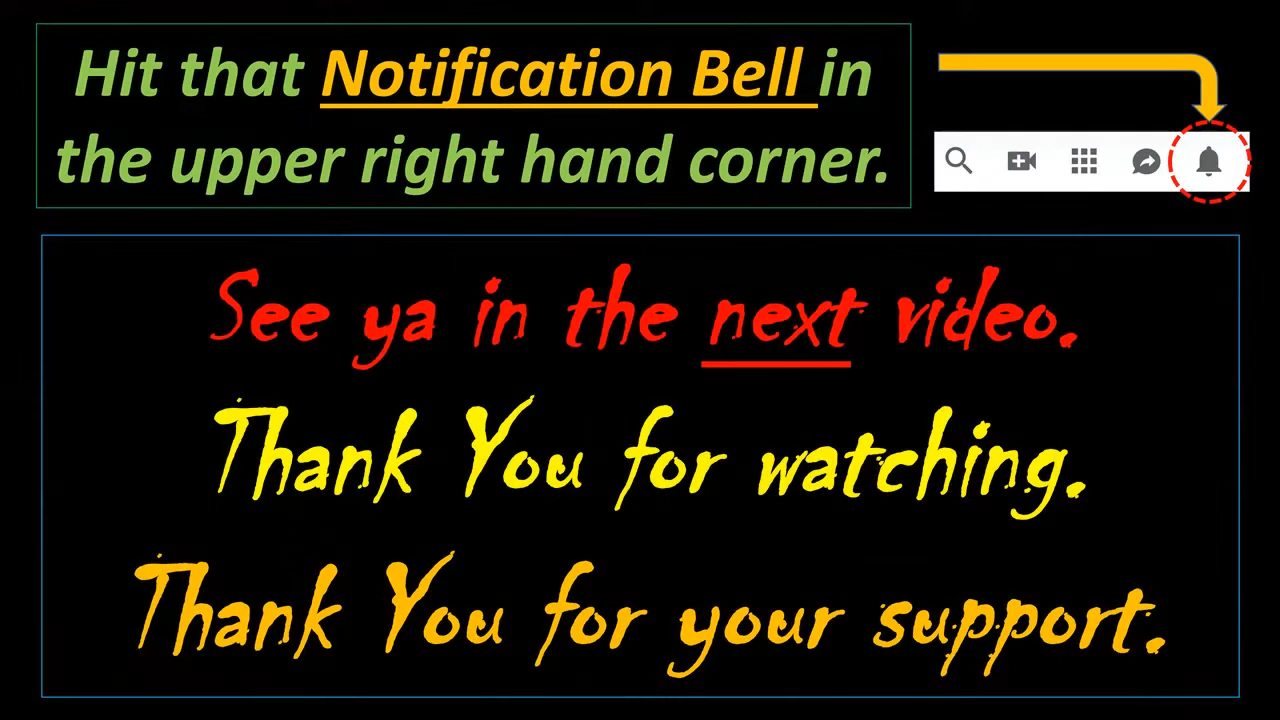 Hit that Notification Bell in
the upper right hand corner.
See ya in the next video.
Thank You for watching.
Thank You for your support.